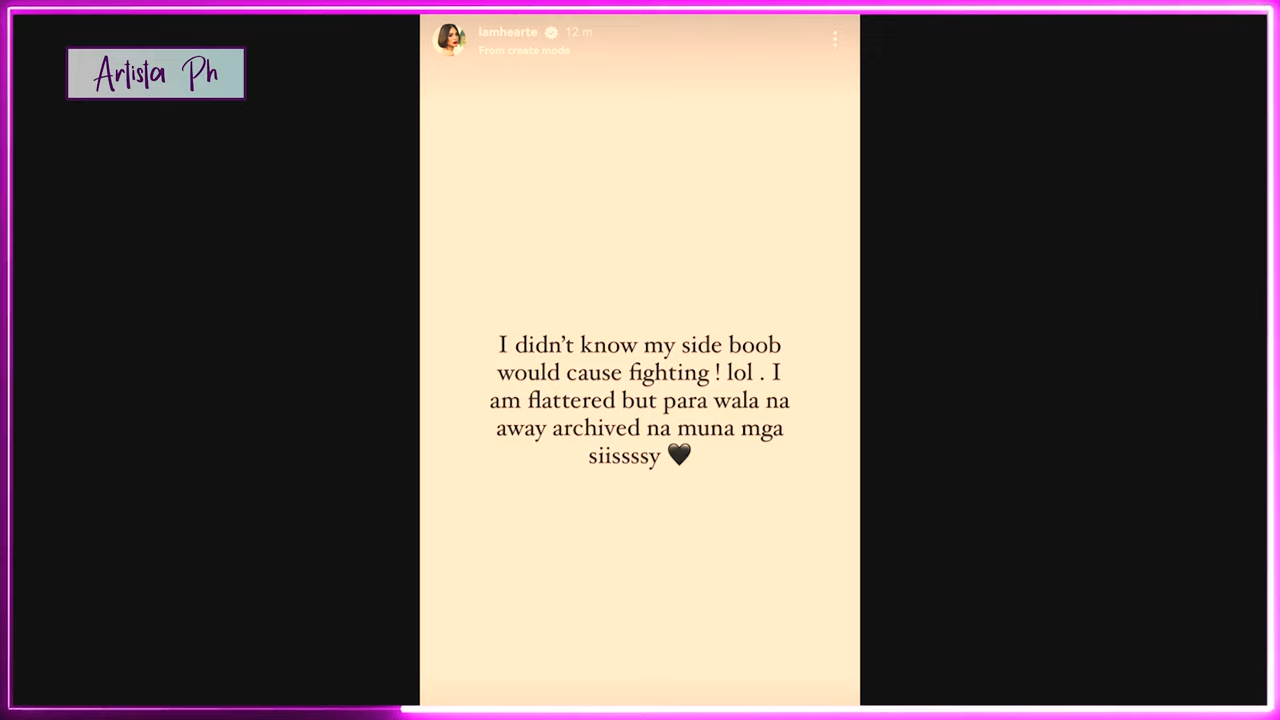 Artista Ph
iamhearte 12 m
From create mode
I didn't know my side boob
would cause fighting ! lol . I
am flattered but para wala na
away archived na muna mga
siissssy 🖤